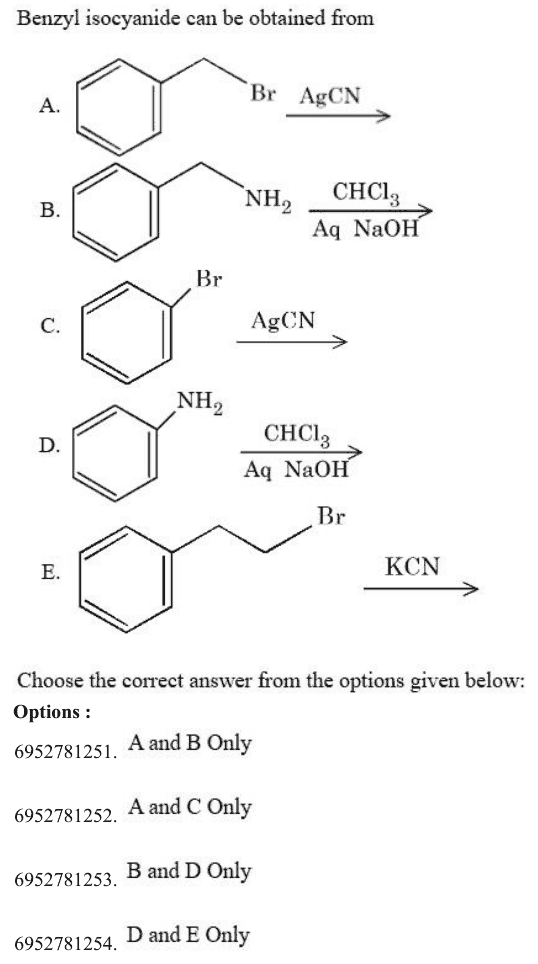 Benzyl isocyanide can be obtained from
A. Br AgCN
B. NH2 CHCl3
Aq NaOH
Br
C. AgCN
NH2
D. CHCl3
Aq NaOH
Br
E. KCN
Choose the correct answer from the options given below:
Options :
6952781251. A and B Only
6952781252. A and C Only
6952781253. B and D Only
6952781254. D and E Only